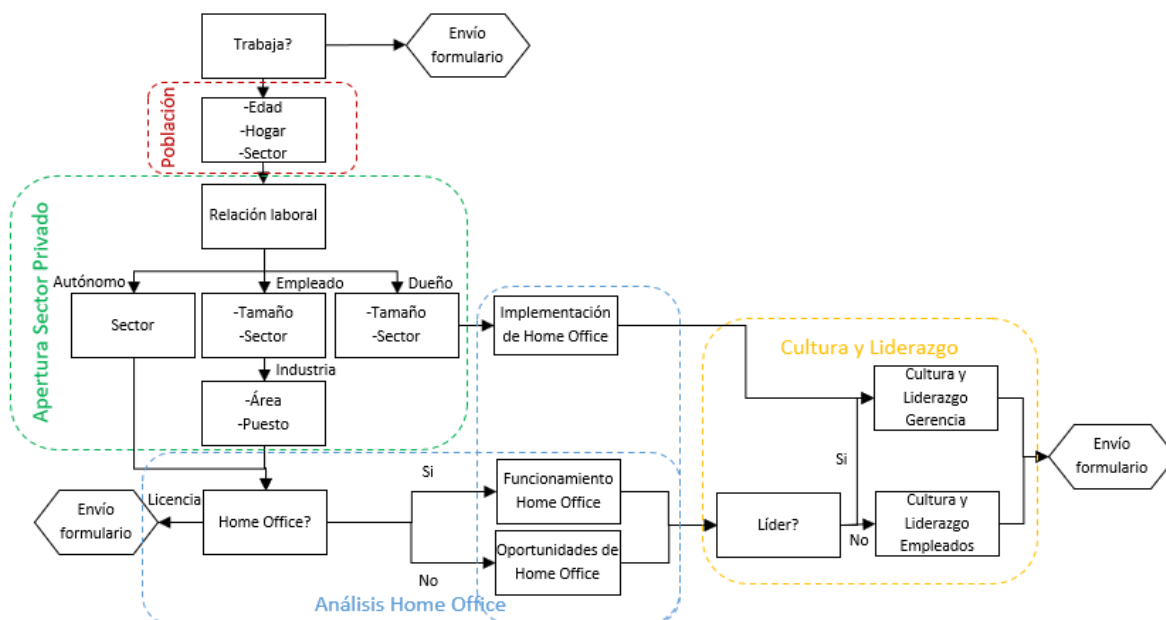 Trabaja?
Envío
formulario
Población
-Edad
-Hogar
-Sector
Apertura Sector Privado
Relación laboral
Autónomo
Empleado
Dueño
Sector
-Tamaño
-Sector
-Tamaño
-Sector
Implementación
de Home Office
Industria
-Área
-Puesto
Cultura y Liderazgo
Cultura y
Liderazgo
Gerencia
Envío
formulario
Licencia
Envío
formulario
Home Office?
Si
No
Funcionamiento
Home Office
Oportunidades de
Home Office
Líder?
Si
No
Cultura y
Liderazgo
Empleados
Análisis Home Office